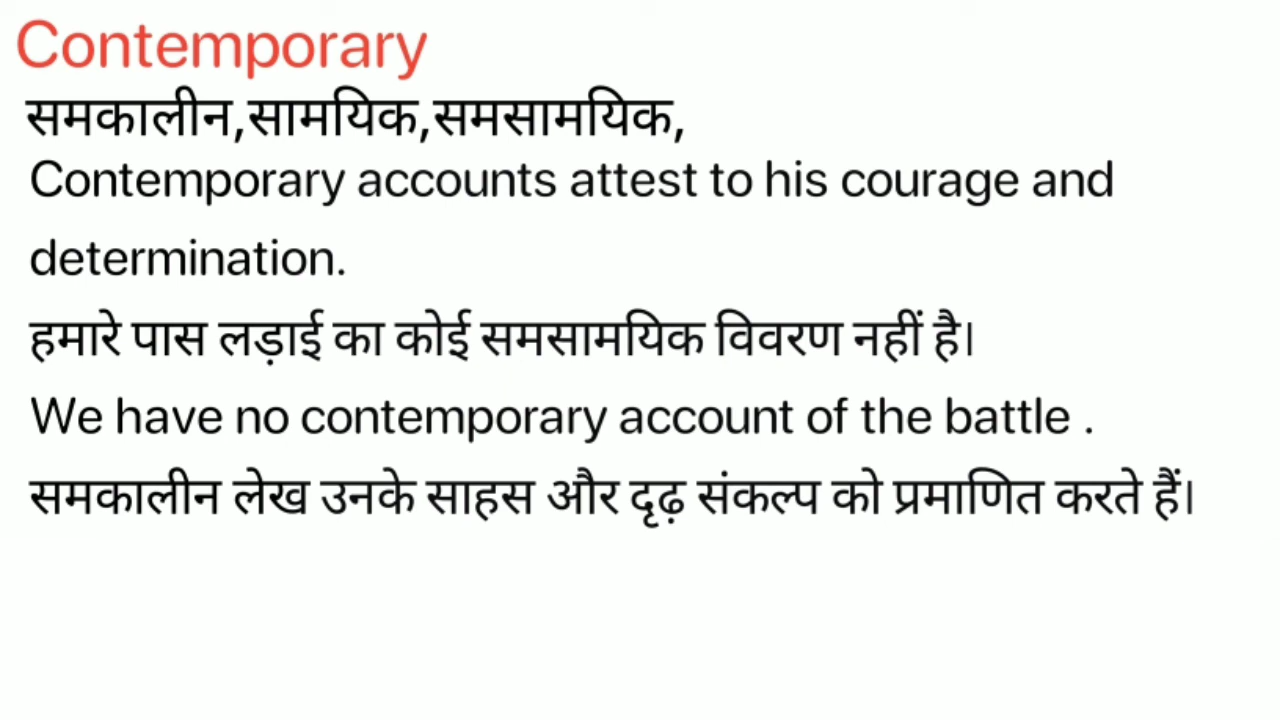 Contemporary
समकालीन,सामयिक,समसामयिक,
Contemporary accounts attest to his courage and
determination.
हमारे पास लड़ाई का कोई समसामयिक विवरण नहीं है।
We have no contemporary account of the battle .
समकालीन लेख उनके साहस और दृढ़ संकल्प को प्रमाणित करते हैं।